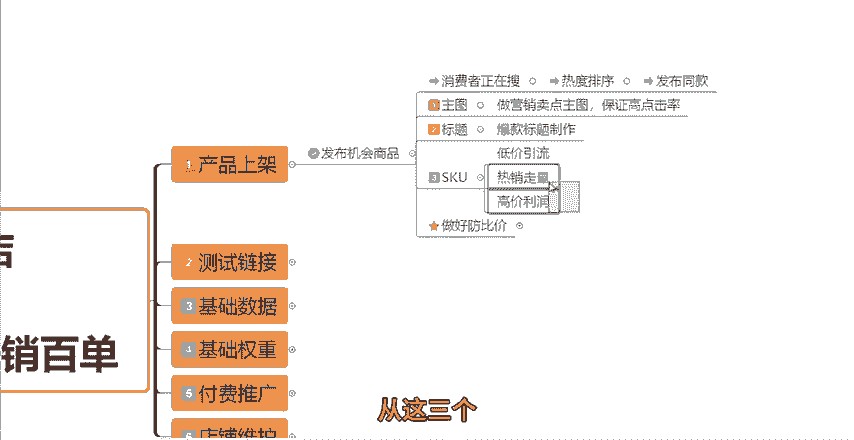 消费者正在搜 热度排序 发布同款
1 主图 做营销卖点主图，保证高点击率
2 标题 爆款标题制作
1 产品上架
发布机会商品
低价引流
3 SKU 热销走量
高价利润
做好防比价
2 测试链接
3 基础数据
4 基础权重
5 付费推广
6 店铺维护
销百单
从这三个